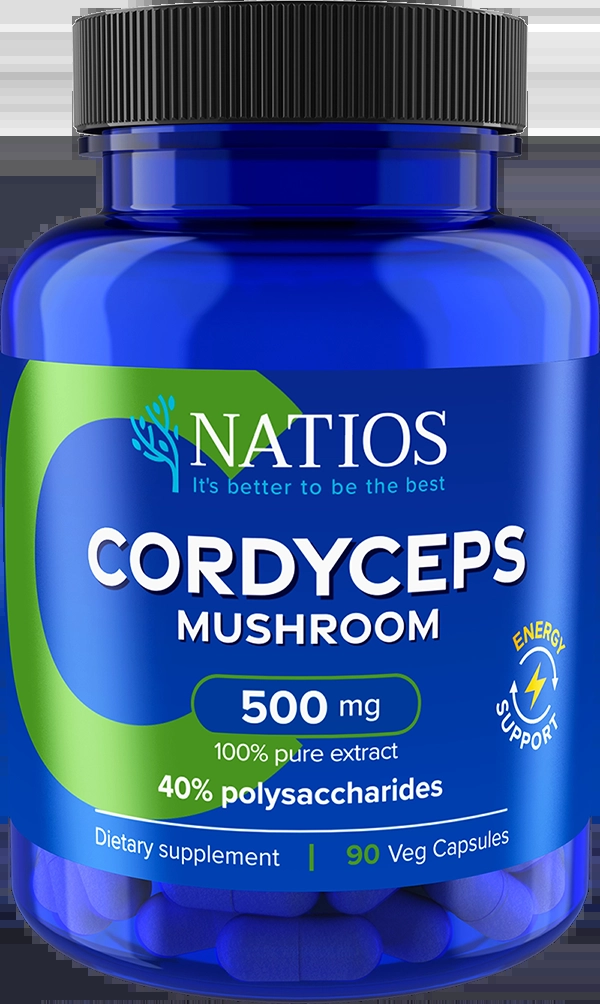 NATIOS
It's better to be the best
CORDYCEPS
MUSHROOM
500 mg
100% pure extract
40% polysaccharides
ENERGY
SUPPORT
Dietary supplement | 90 Veg Capsules